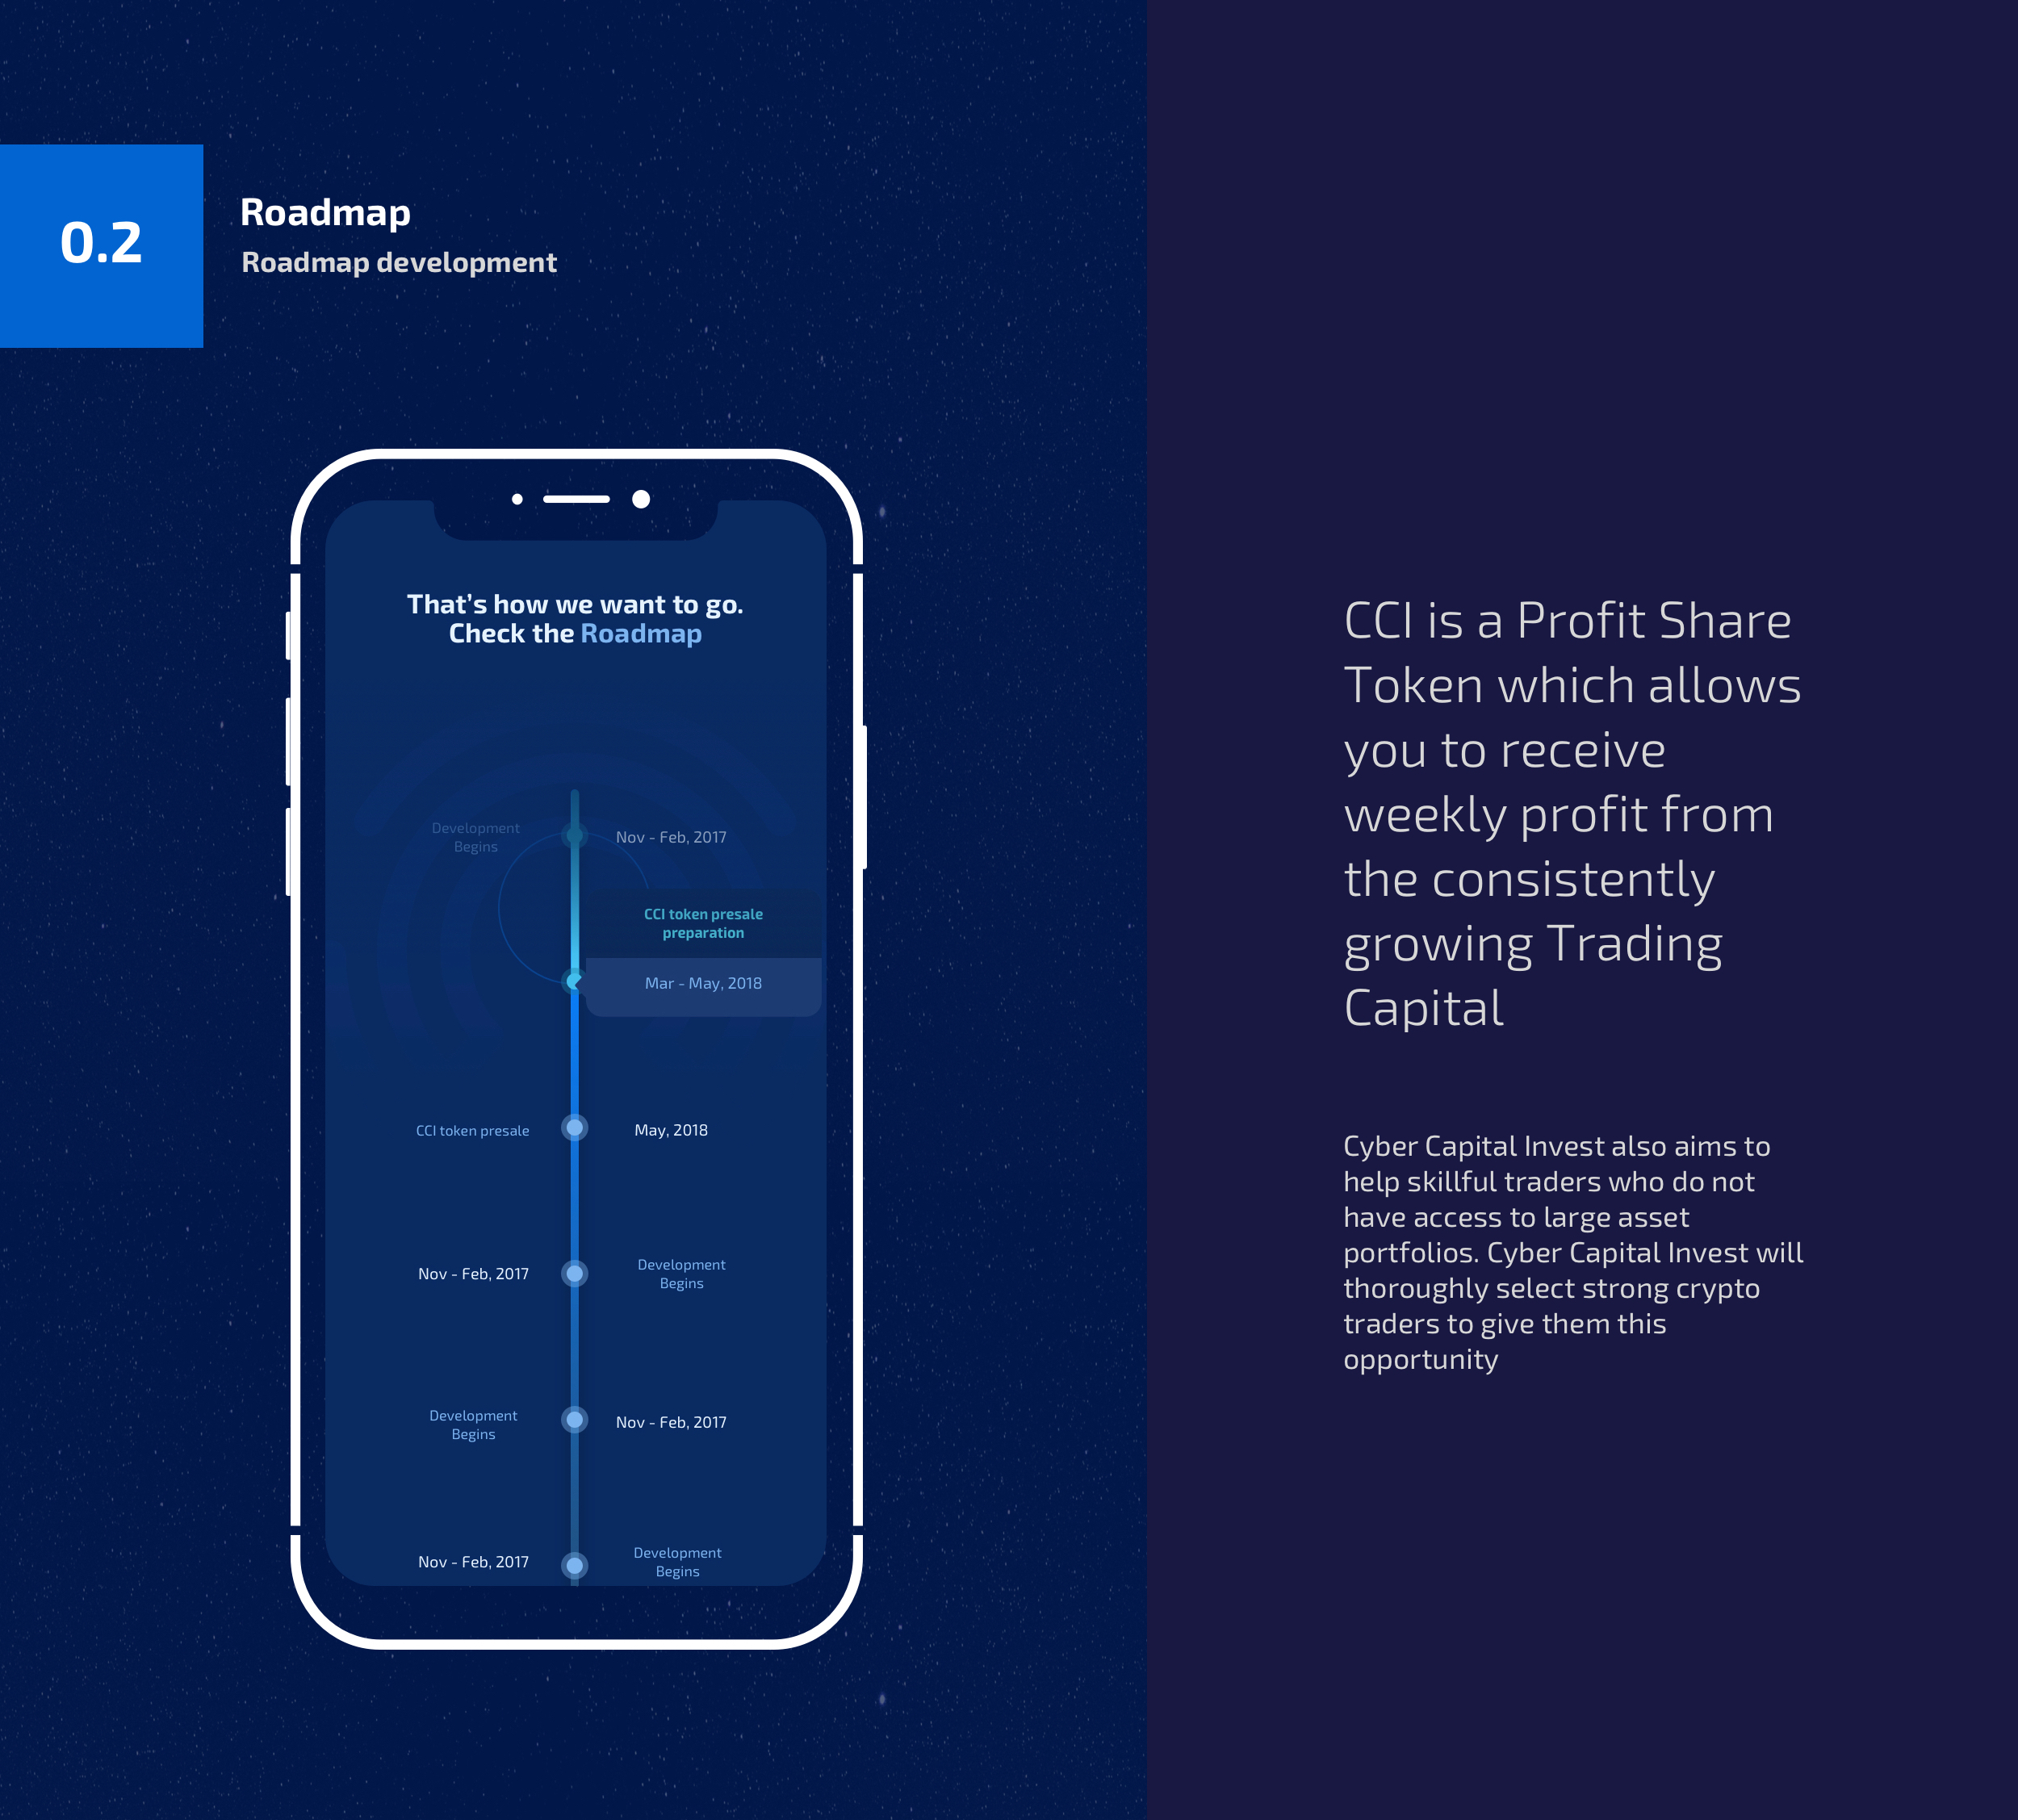 0.2
Roadmap
Roadmap development
That’s how we want to go.
Check the Roadmap
Development
Begins
Nov - Feb, 2017
CCI token presale
preparation
Mar - May, 2018
CCI token presale
May, 2018
Nov - Feb, 2017
Development
Begins
Development
Begins
Nov - Feb, 2017
Nov - Feb, 2017
Development
Begins
CCI is a Profit Share
Token which allows
you to receive
weekly profit from
the consistently
growing Trading
Capital
Cyber Capital Invest also aims to
help skillful traders who do not
have access to large asset
portfolios. Cyber Capital Invest will
thoroughly select strong crypto
traders to give them this
opportunity